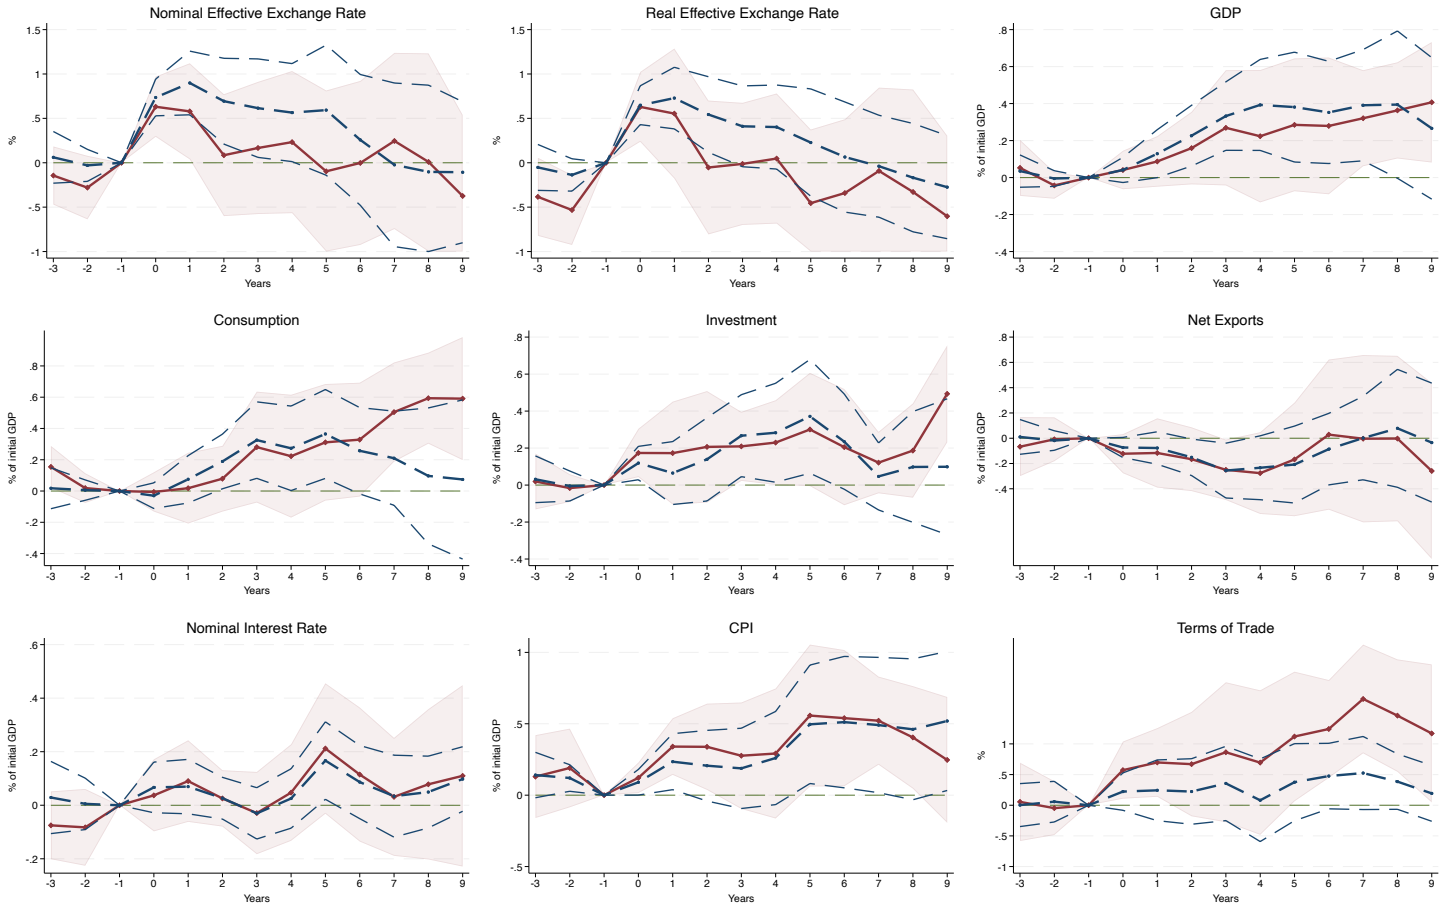 Nominal Effective Exchange Rate
%
1.5
1
.5
0
-.5
-1
-3 -2 -1 0 1 2 3 4 5 6 7 8 9
Years
Real Effective Exchange Rate
%
1.5
1
.5
0
-.5
-1
-3 -2 -1 0 1 2 3 4 5 6 7 8 9
Years
GDP
% of initial GDP
.8
.6
.4
.2
0
-.2
-.4
-3 -2 -1 0 1 2 3 4 5 6 7 8 9
Years
Consumption
% of initial GDP
.8
.6
.4
.2
0
-.2
-.4
-3 -2 -1 0 1 2 3 4 5 6 7 8 9
Years
Investment
% of initial GDP
.8
.6
.4
.2
0
-.2
-.4
-3 -2 -1 0 1 2 3 4 5 6 7 8 9
Years
Net Exports
% of initial GDP
.8
.6
.4
.2
0
-.2
-.4
-3 -2 -1 0 1 2 3 4 5 6 7 8 9
Years
Nominal Interest Rate
% of initial GDP
.6
.4
.2
0
-.2
-3 -2 -1 0 1 2 3 4 5 6 7 8 9
Years
CPI
% of initial GDP
1
.5
0
-.5
-3 -2 -1 0 1 2 3 4 5 6 7 8 9
Years
Terms of Trade
%
1
.5
0
-.5
-1
-3 -2 -1 0 1 2 3 4 5 6 7 8 9
Years